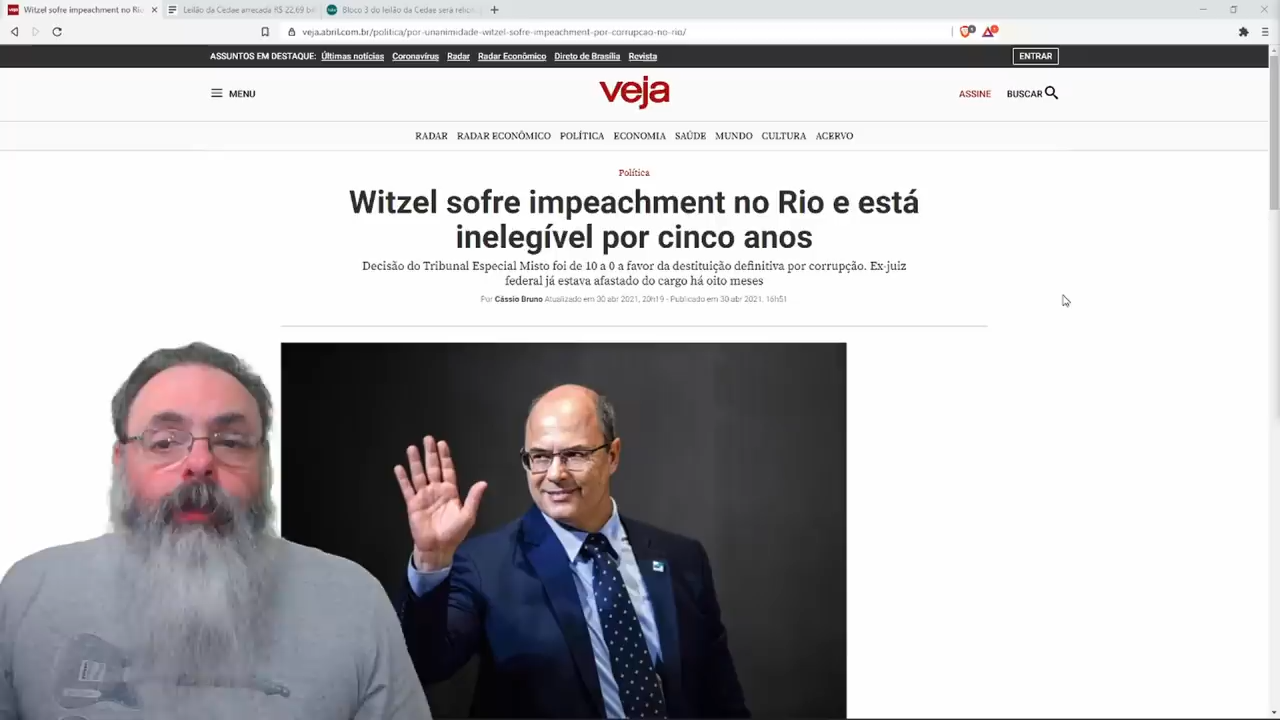 Witzel sofre impeachment no Rio
Leilão da Cedae arrecada R$ 22,69 bi
Bloco 3 do leilão da Cedae será relic
veja.abril.com.br/politica/por-unanimidade-witzel-sofre-impeachment-por-corrupcao-no-rio/
ASSUNTOS EM DESTAQUE: Últimas notícias Coronavírus Radar Radar Econômico Direto de Brasília Revista
ENTRAR
MENU
veja
ASSINE
BUSCAR
RADAR RADAR ECONÔMICO POLÍTICA ECONOMIA SAÚDE MUNDO CULTURA ACERVO
Política
Witzel sofre impeachment no Rio e está
inelegível por cinco anos
Decisão do Tribunal Especial Misto foi de 10 a 0 a favor da destituição definitiva por corrupção. Ex-juiz
federal já estava afastado do cargo há oito meses
Por Cássio Bruno Atualizado em 30 abr 2021, 20h19 - Publicado em 30 abr 2021, 16h51